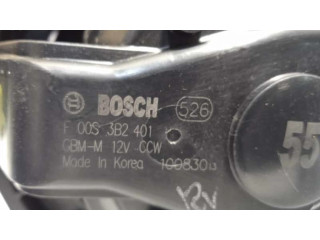 BOSCH 526
F 00S 3B2 401
GBM-M 12V -CCW
Made In Korea 100830
55